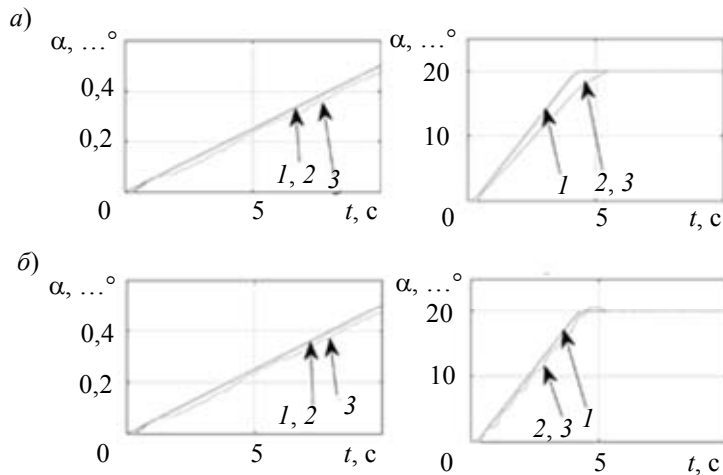 а)
α, ...°
0,4
0,2
0
5
t, с
1, 2
3
α, ...°
20
10
0
5
t, с
1
2, 3
б)
α, ...°
0,4
0,2
0
5
t, с
1, 2
3
α, ...°
20
10
0
5
t, с
2, 3
1